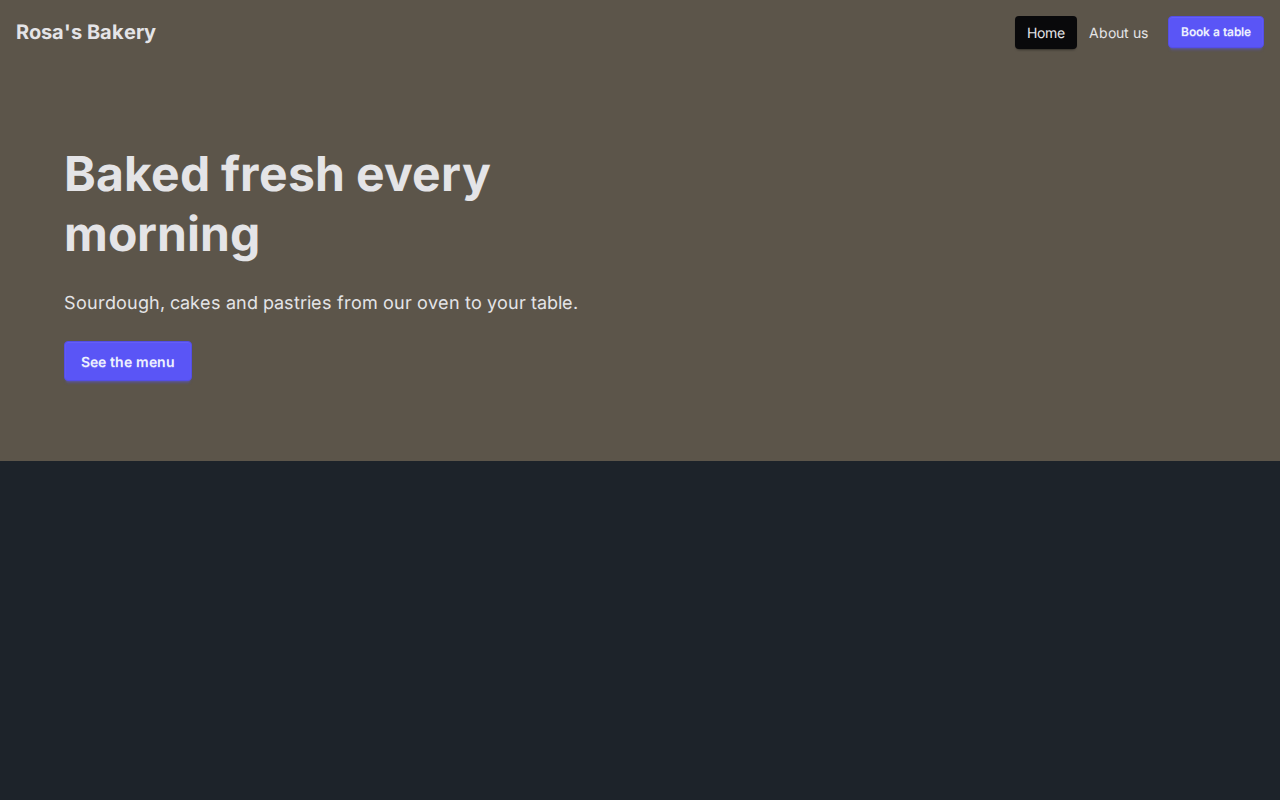 Rosa's Bakery
Home
About us
Book a table
Baked fresh every
morning
Sourdough, cakes and pastries from our oven to your table.
See the menu